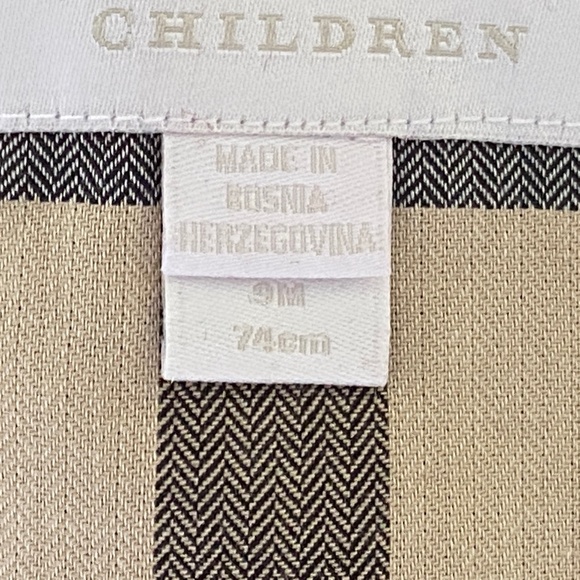 CHILDREN
MADE IN
BOSNIA
HERZEGOVINA
9M
74cm